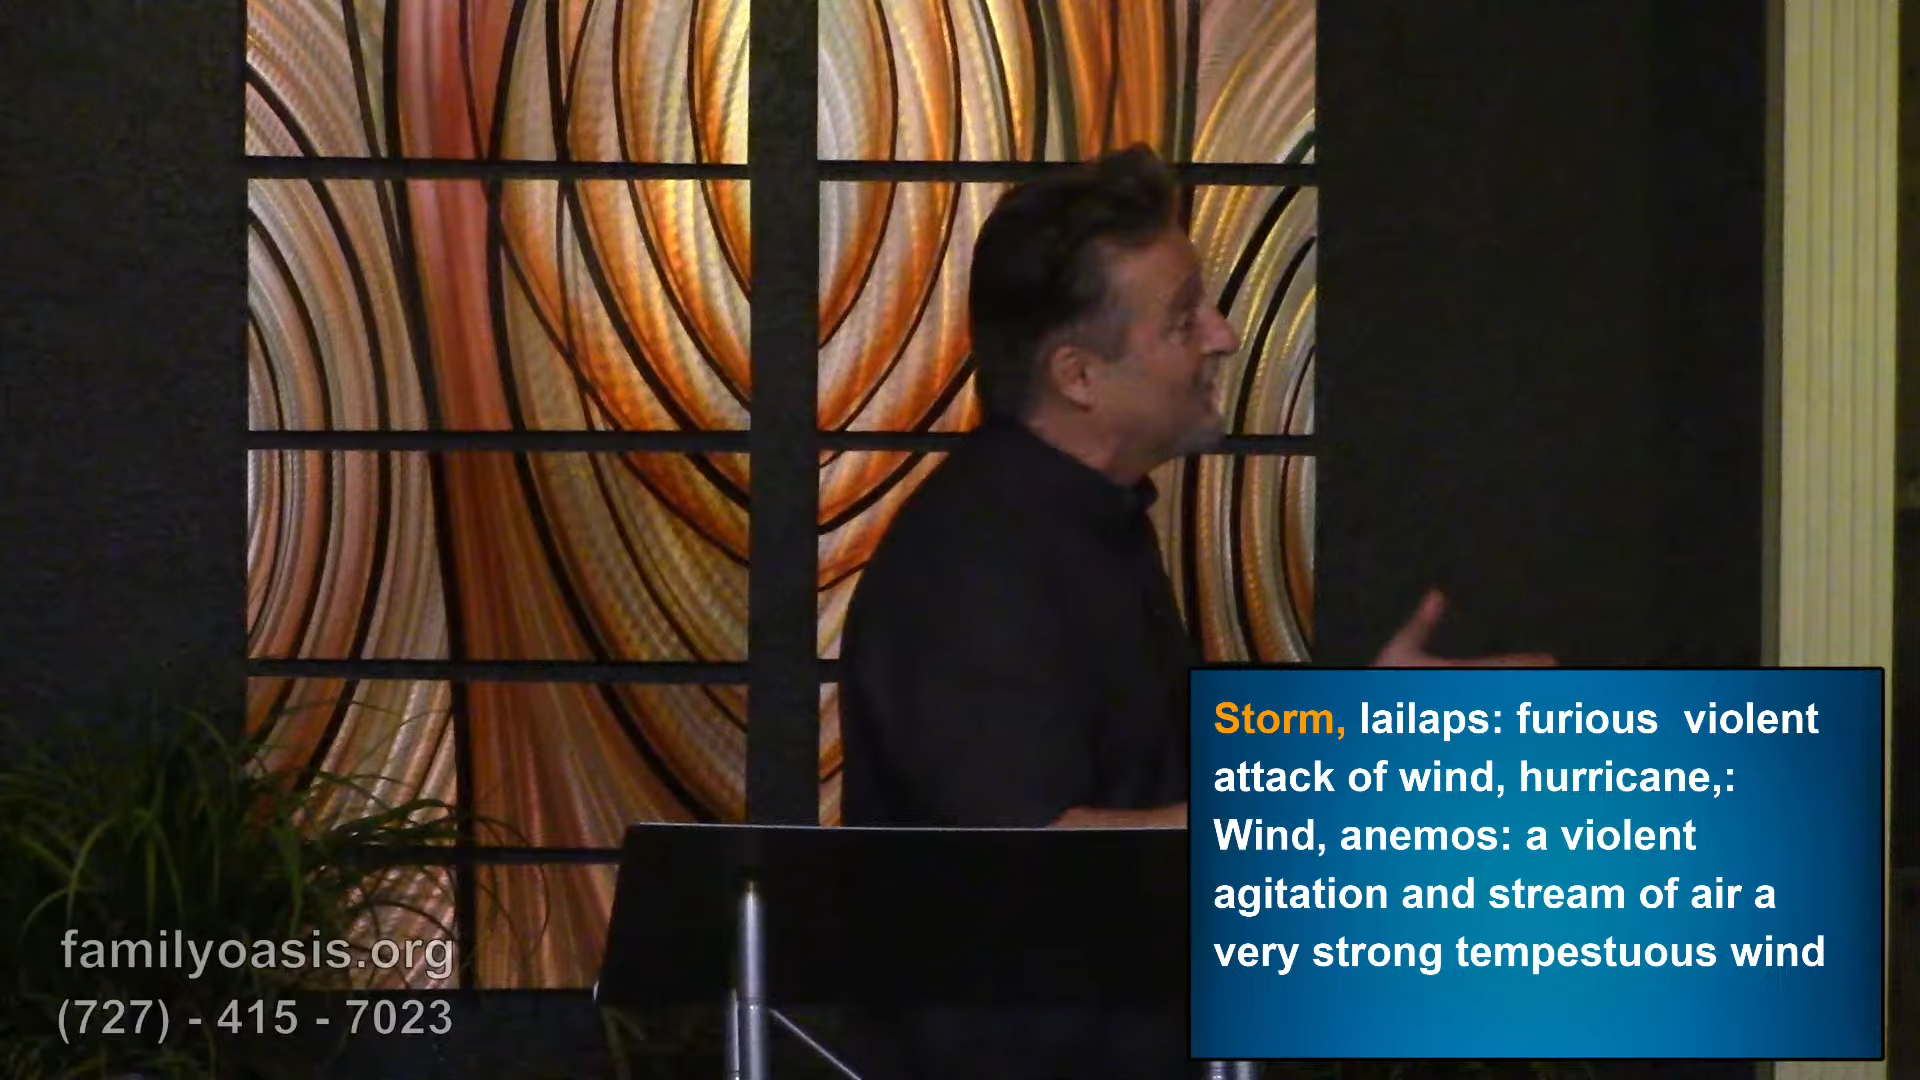 Storm, lailaps: furious  violent
attack of wind, hurricane,:
Wind, anemos: a violent
agitation and stream of air a
very strong tempestuous wind
familyoasis.org
(727) - 415 - 7023